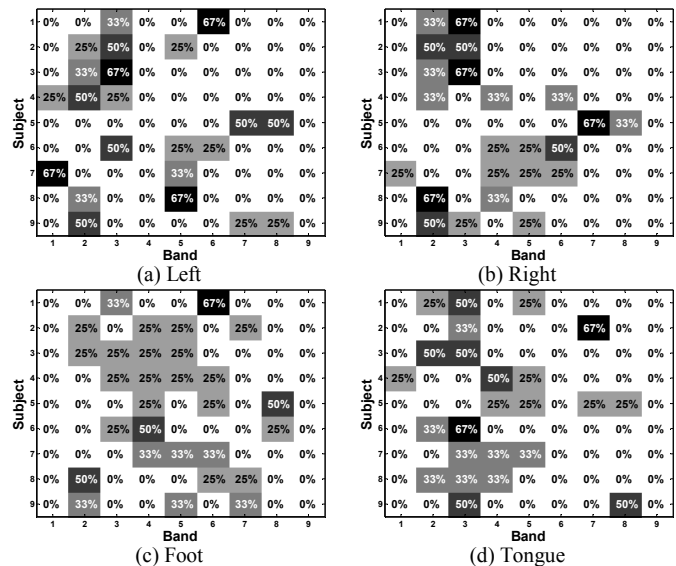 Subject
1 0% 0% 33% 0% 0% 67% 0% 0% 0%
2 0% 25% 50% 0% 25% 0% 0% 0% 0%
3 0% 33% 67% 0% 0% 0% 0% 0% 0%
4 25% 50% 25% 0% 0% 0% 0% 0% 0%
5 0% 0% 0% 0% 0% 0% 50% 50% 0%
6 0% 0% 50% 0% 25% 25% 0% 0% 0%
7 67% 0% 0% 0% 33% 0% 0% 0% 0%
8 0% 33% 0% 0% 67% 0% 0% 0% 0%
9 0% 50% 0% 0% 0% 0% 25% 25% 0%
1 2 3 4 5 6 7 8 9
Band
(a) Left
Subject
1 0% 33% 67% 0% 0% 0% 0% 0% 0%
2 0% 50% 50% 0% 0% 0% 0% 0% 0%
3 0% 33% 67% 0% 0% 0% 0% 0% 0%
4 0% 33% 0% 33% 0% 33% 0% 0% 0%
5 0% 0% 0% 0% 0% 0% 67% 33% 0%
6 0% 0% 0% 25% 25% 50% 0% 0% 0%
7 25% 0% 0% 25% 25% 25% 0% 0% 0%
8 0% 67% 0% 33% 0% 0% 0% 0% 0%
9 0% 50% 25% 0% 25% 0% 0% 0% 0%
1 2 3 4 5 6 7 8 9
Band
(b) Right
Subject
1 0% 0% 33% 0% 0% 67% 0% 0% 0%
2 0% 25% 0% 25% 25% 0% 25% 0% 0%
3 0% 25% 25% 25% 25% 0% 0% 0% 0%
4 0% 0% 25% 25% 25% 25% 0% 0% 0%
5 0% 0% 0% 25% 0% 25% 0% 50% 0%
6 0% 0% 25% 50% 0% 0% 0% 25% 0%
7 0% 0% 0% 33% 33% 33% 0% 0% 0%
8 0% 50% 0% 0% 0% 25% 25% 0% 0%
9 0% 33% 0% 0% 33% 0% 33% 0% 0%
1 2 3 4 5 6 7 8 9
Band
(c) Foot
Subject
1 0% 25% 50% 0% 25% 0% 0% 0% 0%
2 0% 0% 33% 0% 0% 0% 67% 0% 0%
3 0% 50% 50% 0% 0% 0% 0% 0% 0%
4 25% 0% 0% 50% 25% 0% 0% 0% 0%
5 0% 0% 0% 25% 25% 0% 25% 25% 0%
6 0% 33% 67% 0% 0% 0% 0% 0% 0%
7 0% 0% 33% 33% 33% 0% 0% 0% 0%
8 0% 33% 33% 33% 0% 0% 0% 0% 0%
9 0% 0% 50% 0% 0% 0% 0% 50% 0%
1 2 3 4 5 6 7 8 9
Band
(d) Tongue